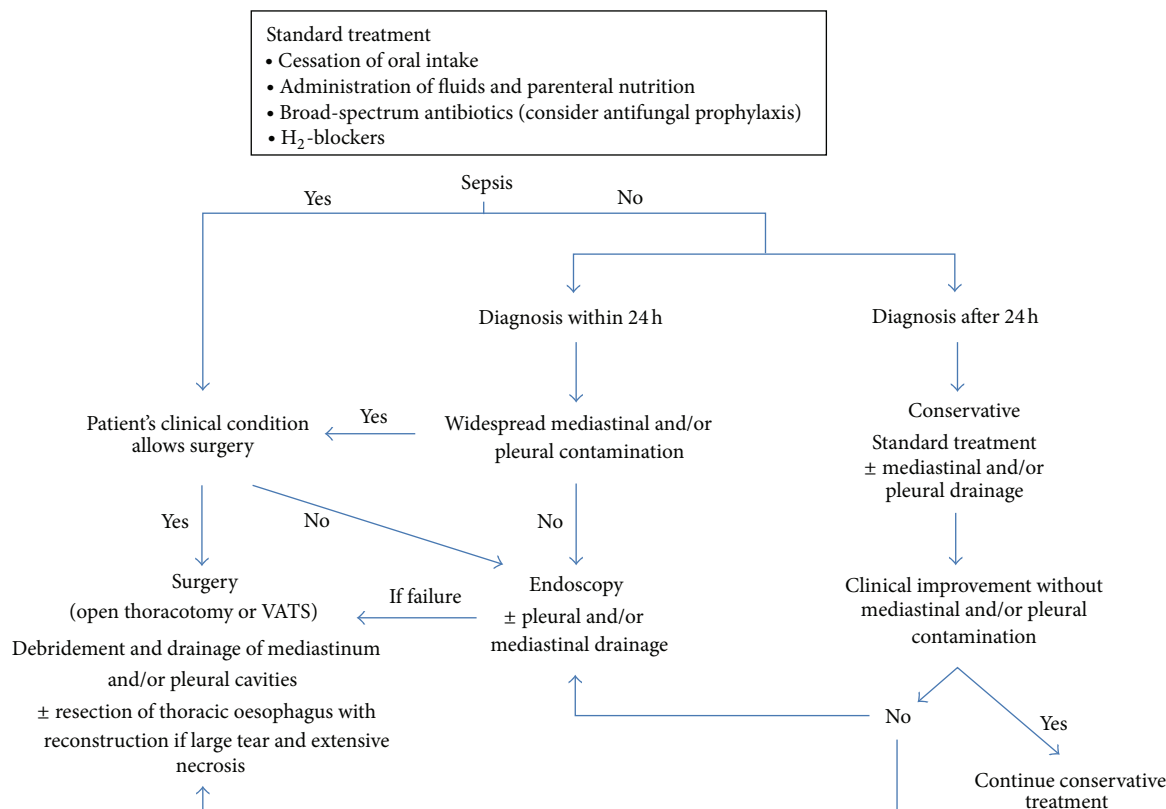 Standard treatment
• Cessation of oral intake
• Administration of fluids and parenteral nutrition
• Broad-spectrum antibiotics (consider antifungal prophylaxis)
• H₂-blockers
Sepsis
Yes
No
Diagnosis within 24 h
Diagnosis after 24 h
Patient's clinical condition
allows surgery
Yes
Widespread mediastinal and/or
pleural contamination
Conservative
Standard treatment
± mediastinal and/or
pleural drainage
Yes
No
No
Surgery
(open thoracotomy or VATS)
Debridement and drainage of mediastinum
and/or pleural cavities
± resection of thoracic oesophagus with
reconstruction if large tear and extensive
necrosis
If failure
Endoscopy
± pleural and/or
mediastinal drainage
Clinical improvement without
mediastinal and/or pleural
contamination
No
Yes
Continue conservative
treatment